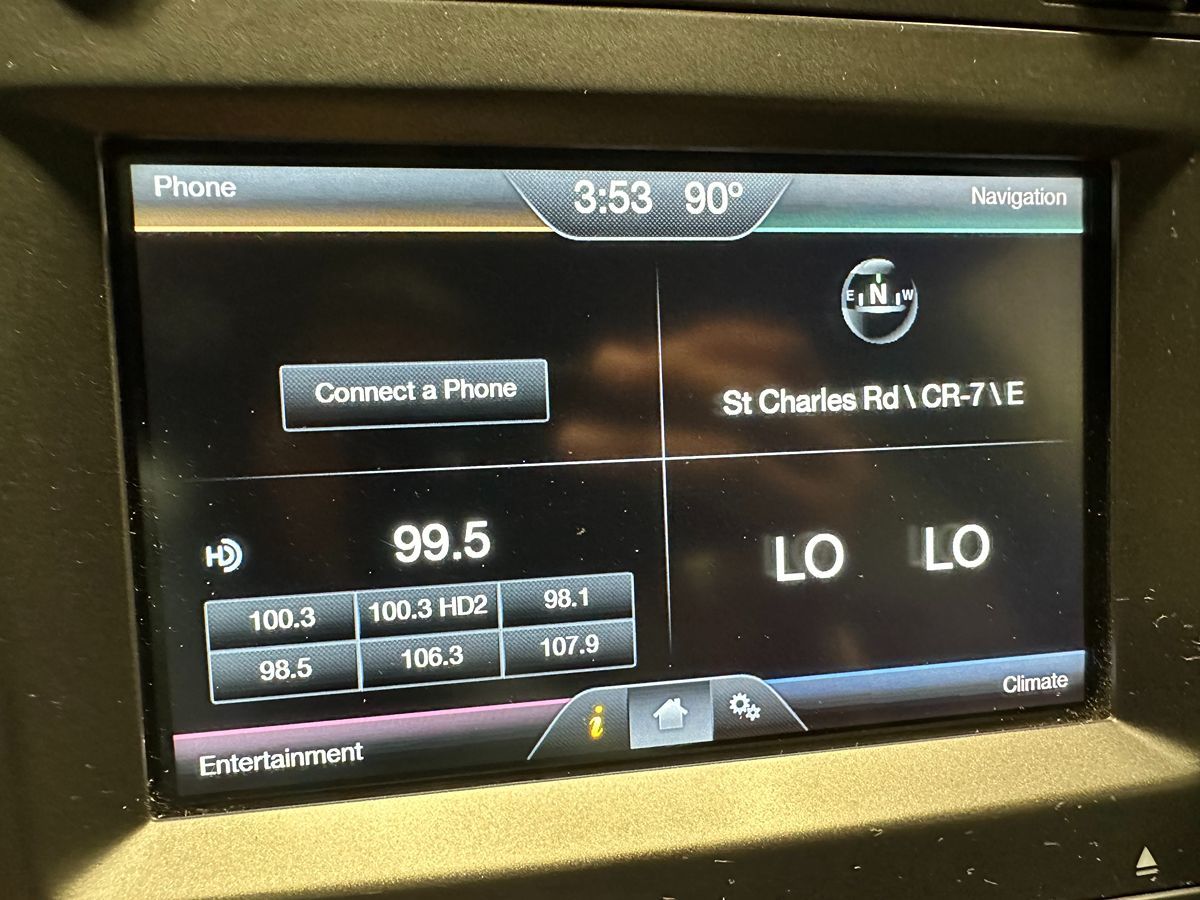 Phone
3:53 90°
Navigation
E N W
Connect a Phone
St Charles Rd \ CR-7 \ E
HD
99.5
100.3 100.3 HD2 98.1
98.5 106.3 107.9
LO LO
i
Entertainment
Climate